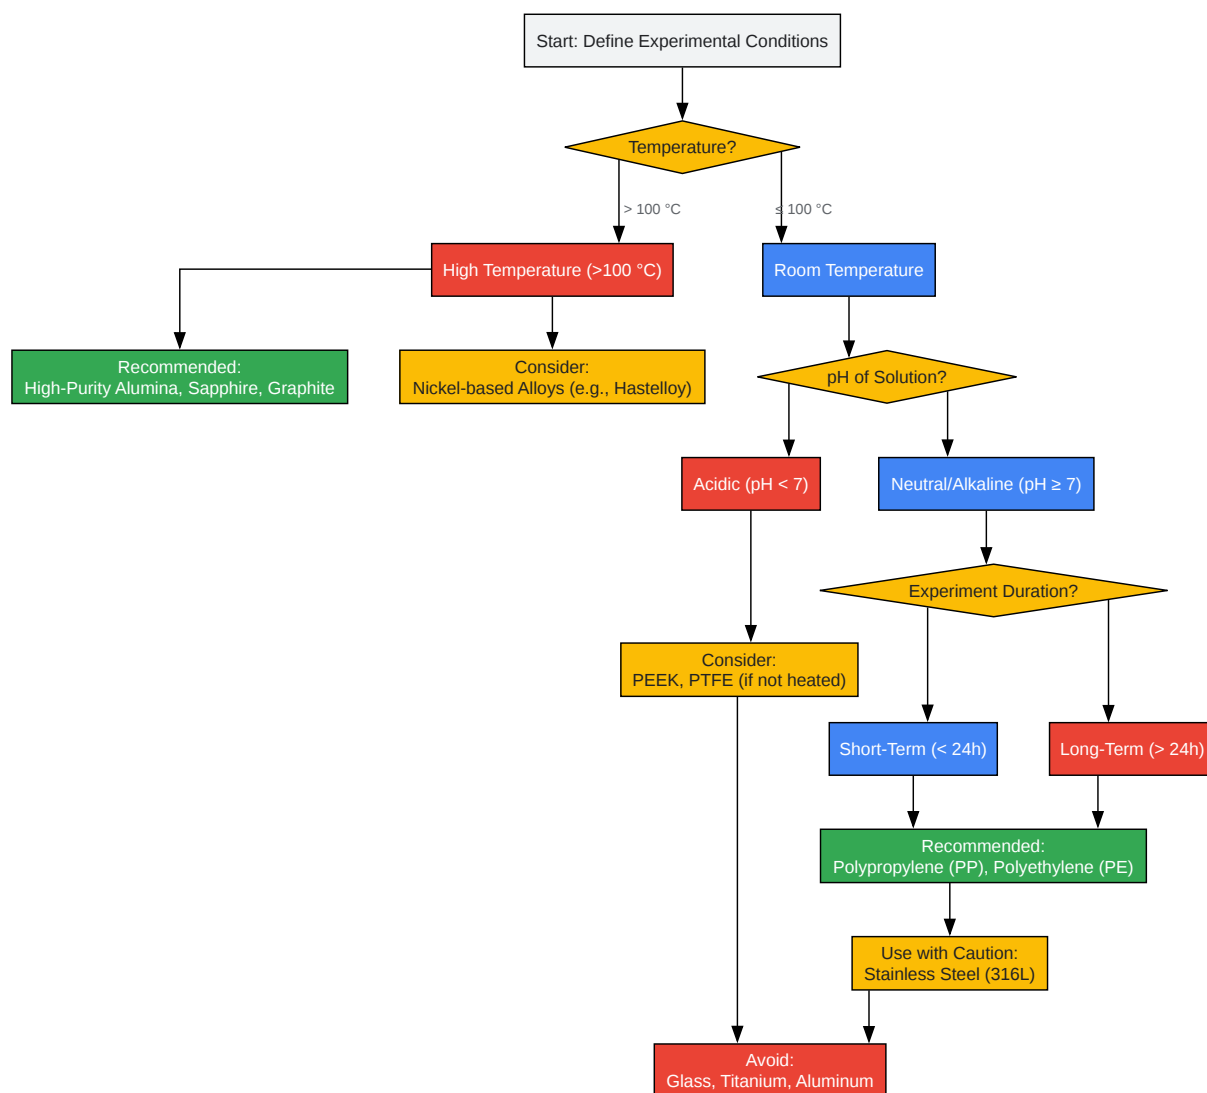 Start: Define Experimental Conditions
Temperature?
> 100 °C
≤ 100 °C
High Temperature (>100 °C)
Room Temperature
Recommended:
High-Purity Alumina, Sapphire, Graphite
Consider:
Nickel-based Alloys (e.g., Hastelloy)
pH of Solution?
Acidic (pH < 7)
Neutral/Alkaline (pH ≥ 7)
Experiment Duration?
Consider:
PEEK, PTFE (if not heated)
Short-Term (< 24h)
Long-Term (> 24h)
Recommended:
Polypropylene (PP), Polyethylene (PE)
Use with Caution:
Stainless Steel (316L)
Avoid:
Glass, Titanium, Aluminum